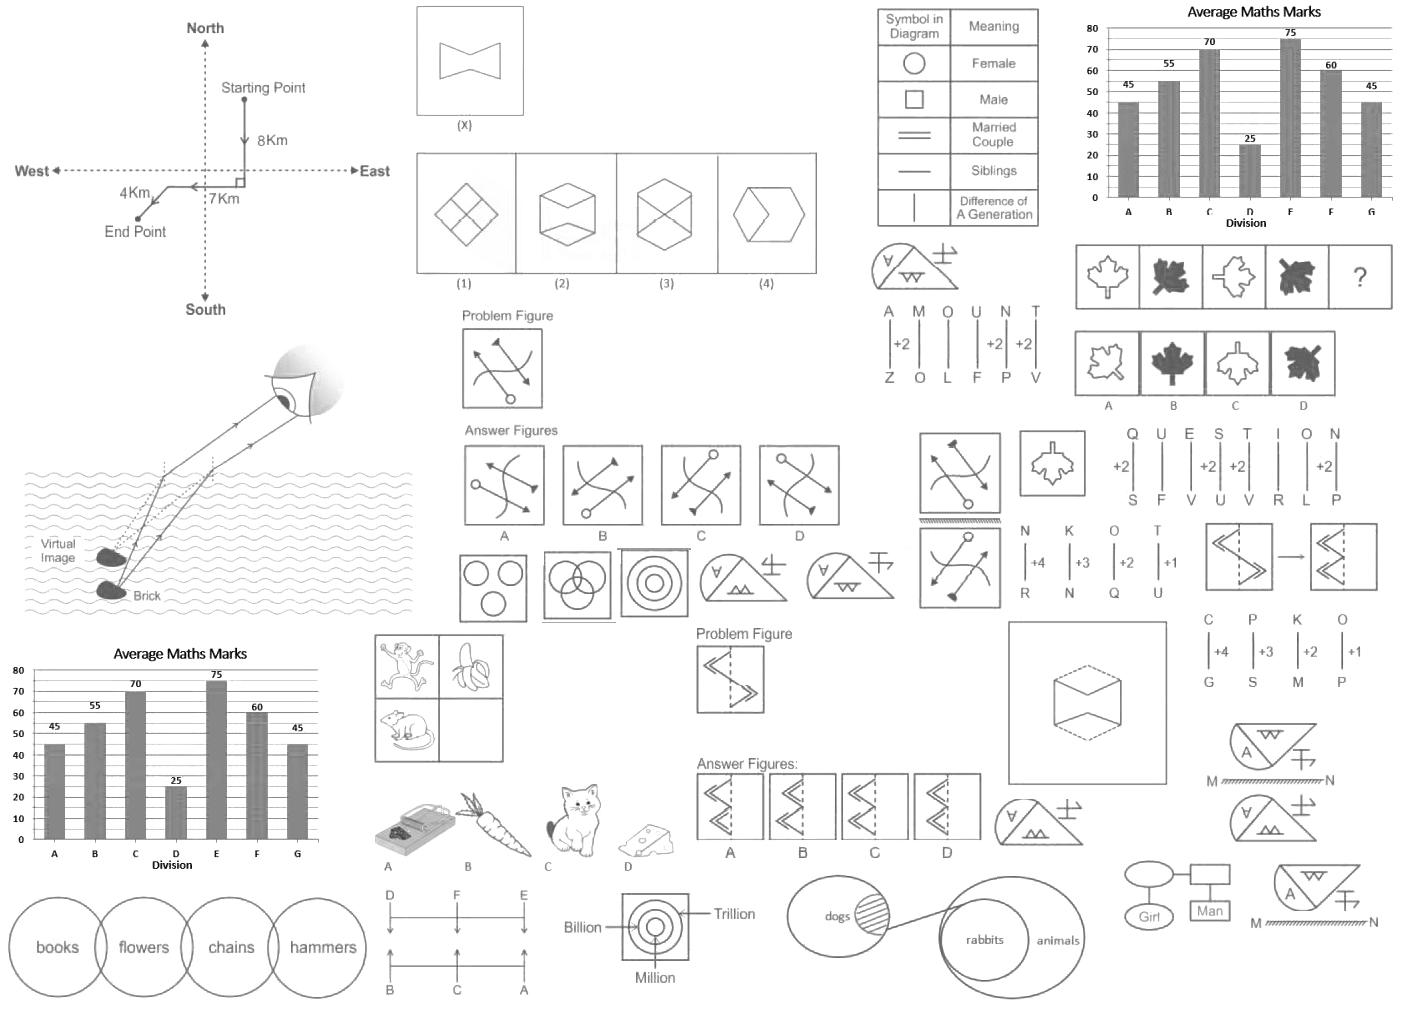 North
Starting Point
8Km
West
East
4Km
7Km
End Point
South
(X)
(1) (2) (3) (4)
Symbol in Diagram
Meaning
Female
Male
Married Couple
Siblings
Difference of A Generation
Average Maths Marks
80
70
60
50
40
30
20
10
0
45 55 70 25 75 60 45
A B C D E F G
Division
A M O U N T
+2 +2 +2
Z O L F P V
?
A B C D
Problem Figure
Answer Figures
A B C D
Virtual Image
Brick
Q U E S T I O N
+2 +2 +2 +2
S F V U V R L P
N K O T
+4 +3 +2 +1
R N Q U
C P K O
+4 +3 +2 +1
G S M P
Average Maths Marks
80
70
60
50
40
30
20
10
0
45 55 70 25 75 60 45
A B C D E F G
Division
A B C D
Problem Figure
Answer Figures:
A B C D
A
M N
A
books flowers chains hammers
D F E
B C A
Billion
Trillion
Million
dogs
rabbits
animals
Girl
Man
A
M N